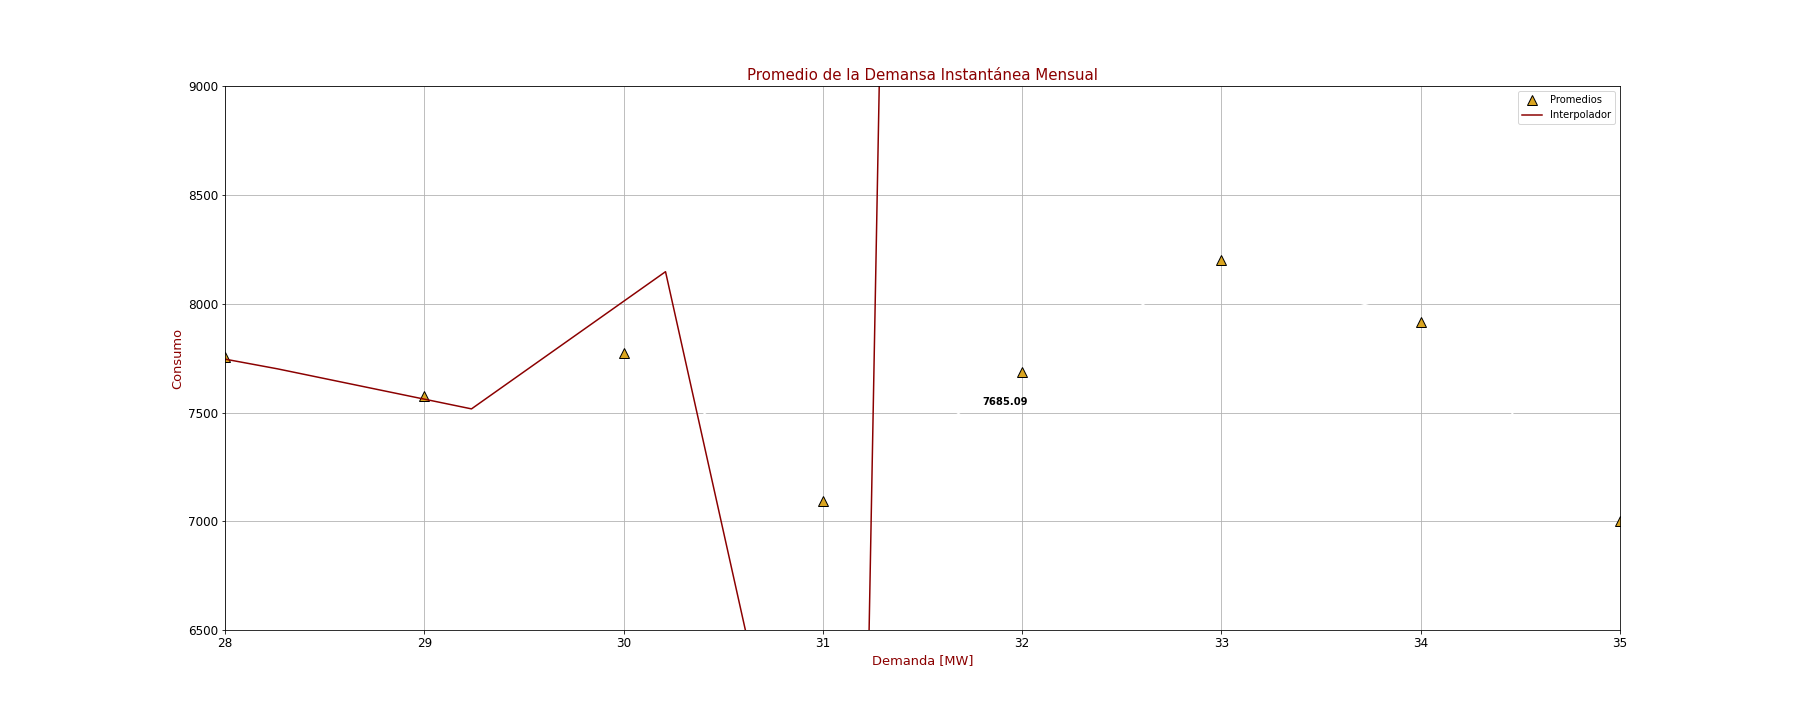 Promedio de la Demansa Instantánea Mensual
9000
8500
8000
7500
7000
6500
Consumo
Promedios
Interpolador
7685.09
28 29 30 31 32 33 34 35
Demanda [MW]